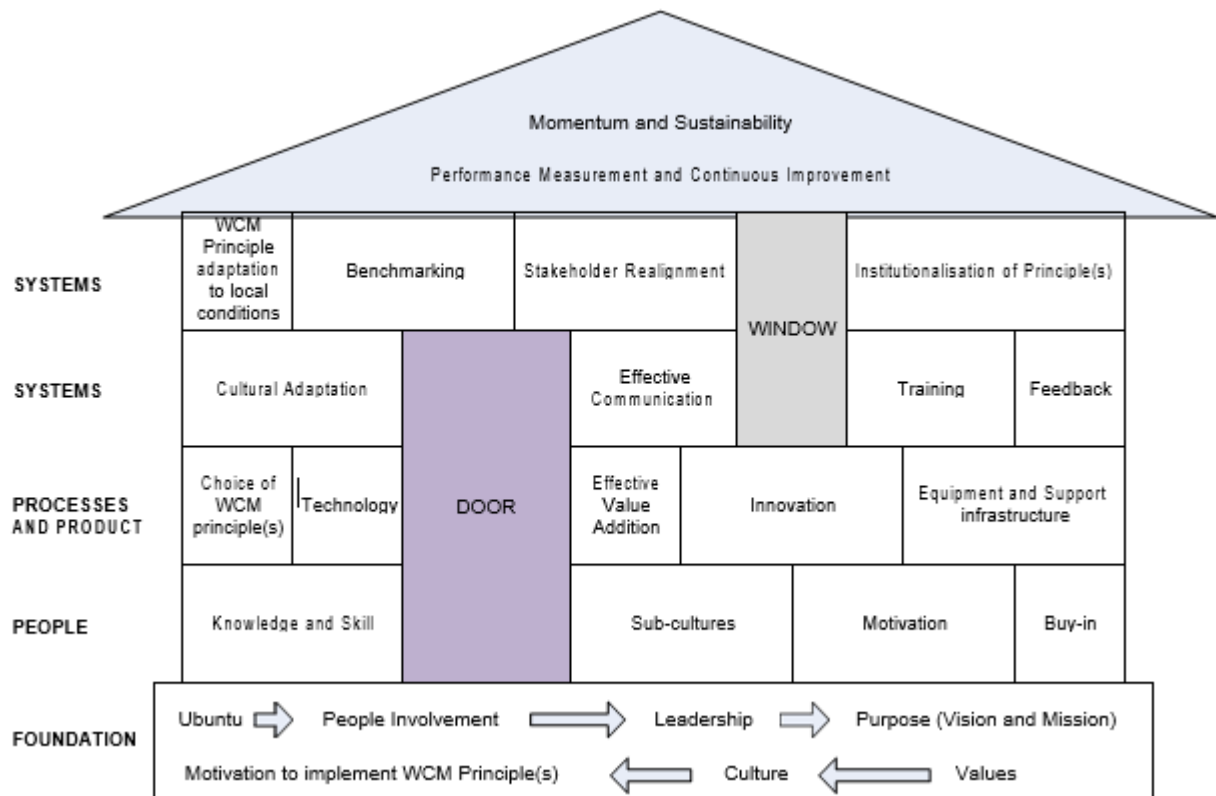 Momentum and Sustainability
Performance Measurement and Continuous Improvement
SYSTEMS
WCM
Principle
adaptation
to local
conditions
Benchmarking
Stakeholder Realignment
WINDOW
Institutionalisation of Principle(s)
SYSTEMS
Cultural Adaptation
DOOR
Effective
Communication
Training
Feedback
PROCESSES
AND PRODUCT
Choice of
WCM
principle(s)
Technology
Effective
Value
Addition
Innovation
Equipment and Support
infrastructure
PEOPLE
Knowledge and Skill
Sub-cultures
Motivation
Buy-in
FOUNDATION
Ubuntu People Involvement Leadership Purpose (Vision and Mission)
Motivation to implement WCM Principle(s) Culture Values